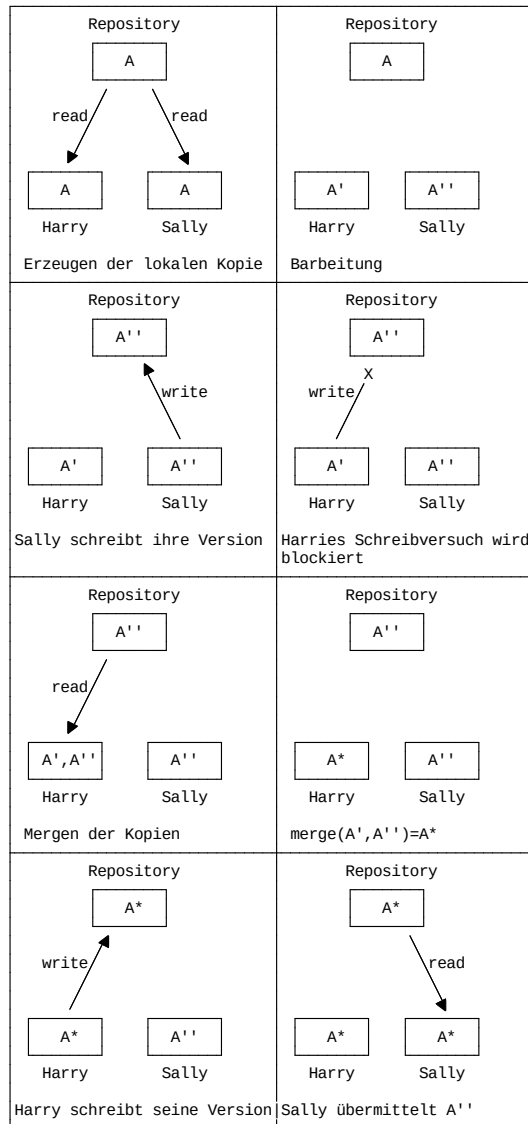 Repository
A
read read
A A
Harry Sally
Erzeugen der lokalen Kopie
Repository
A
A' A''
Harry Sally
Barbeitung
Repository
A''
write
A' A''
Harry Sally
Sally schreibt ihre Version
Repository
A''
X
write
A' A''
Harry Sally
Harries Schreibversuch wird
blockiert
Repository
A''
read
A',A'' A''
Harry Sally
Mergen der Kopien
Repository
A''
A* A''
Harry Sally
merge(A',A'')=A*
Repository
A*
write
A* A''
Harry Sally
Harry schreibt seine Version
Repository
A*
read
A* A*
Harry Sally
Sally übermittelt A''